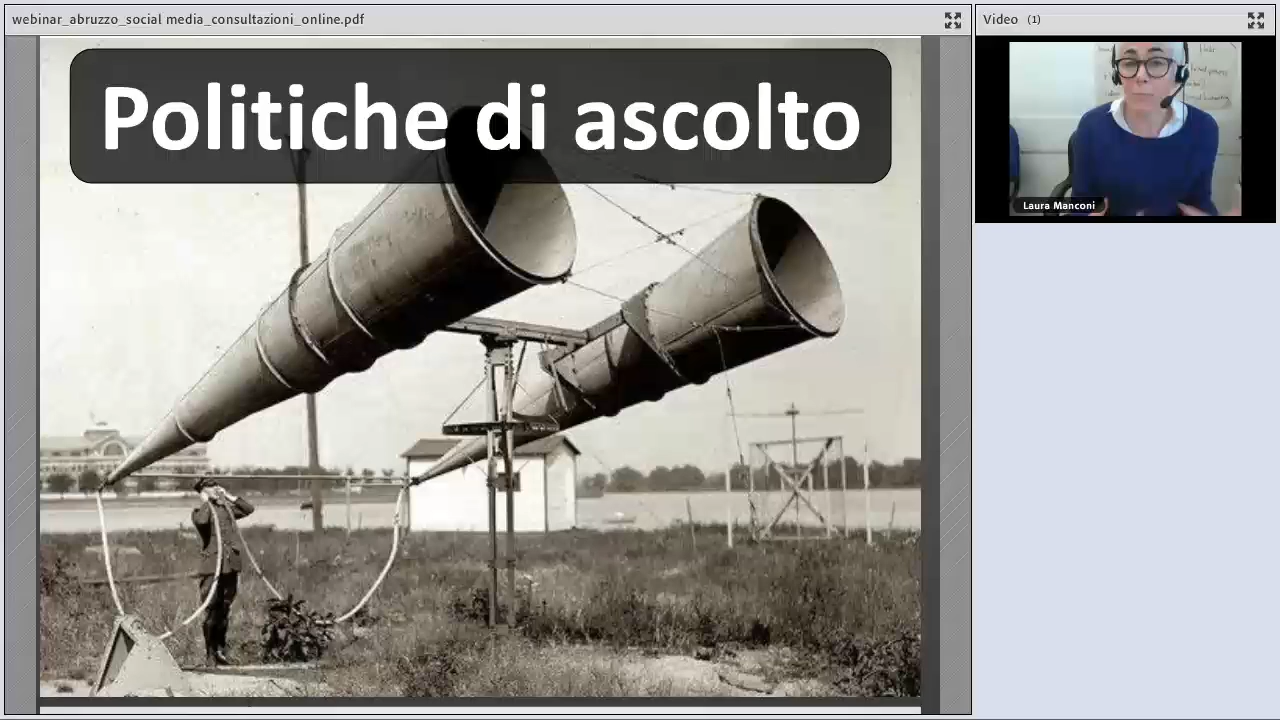 webinar_abruzzo_social media_consultazioni_online.pdf
Video (1)
Politiche di ascolto
Laura Manconi